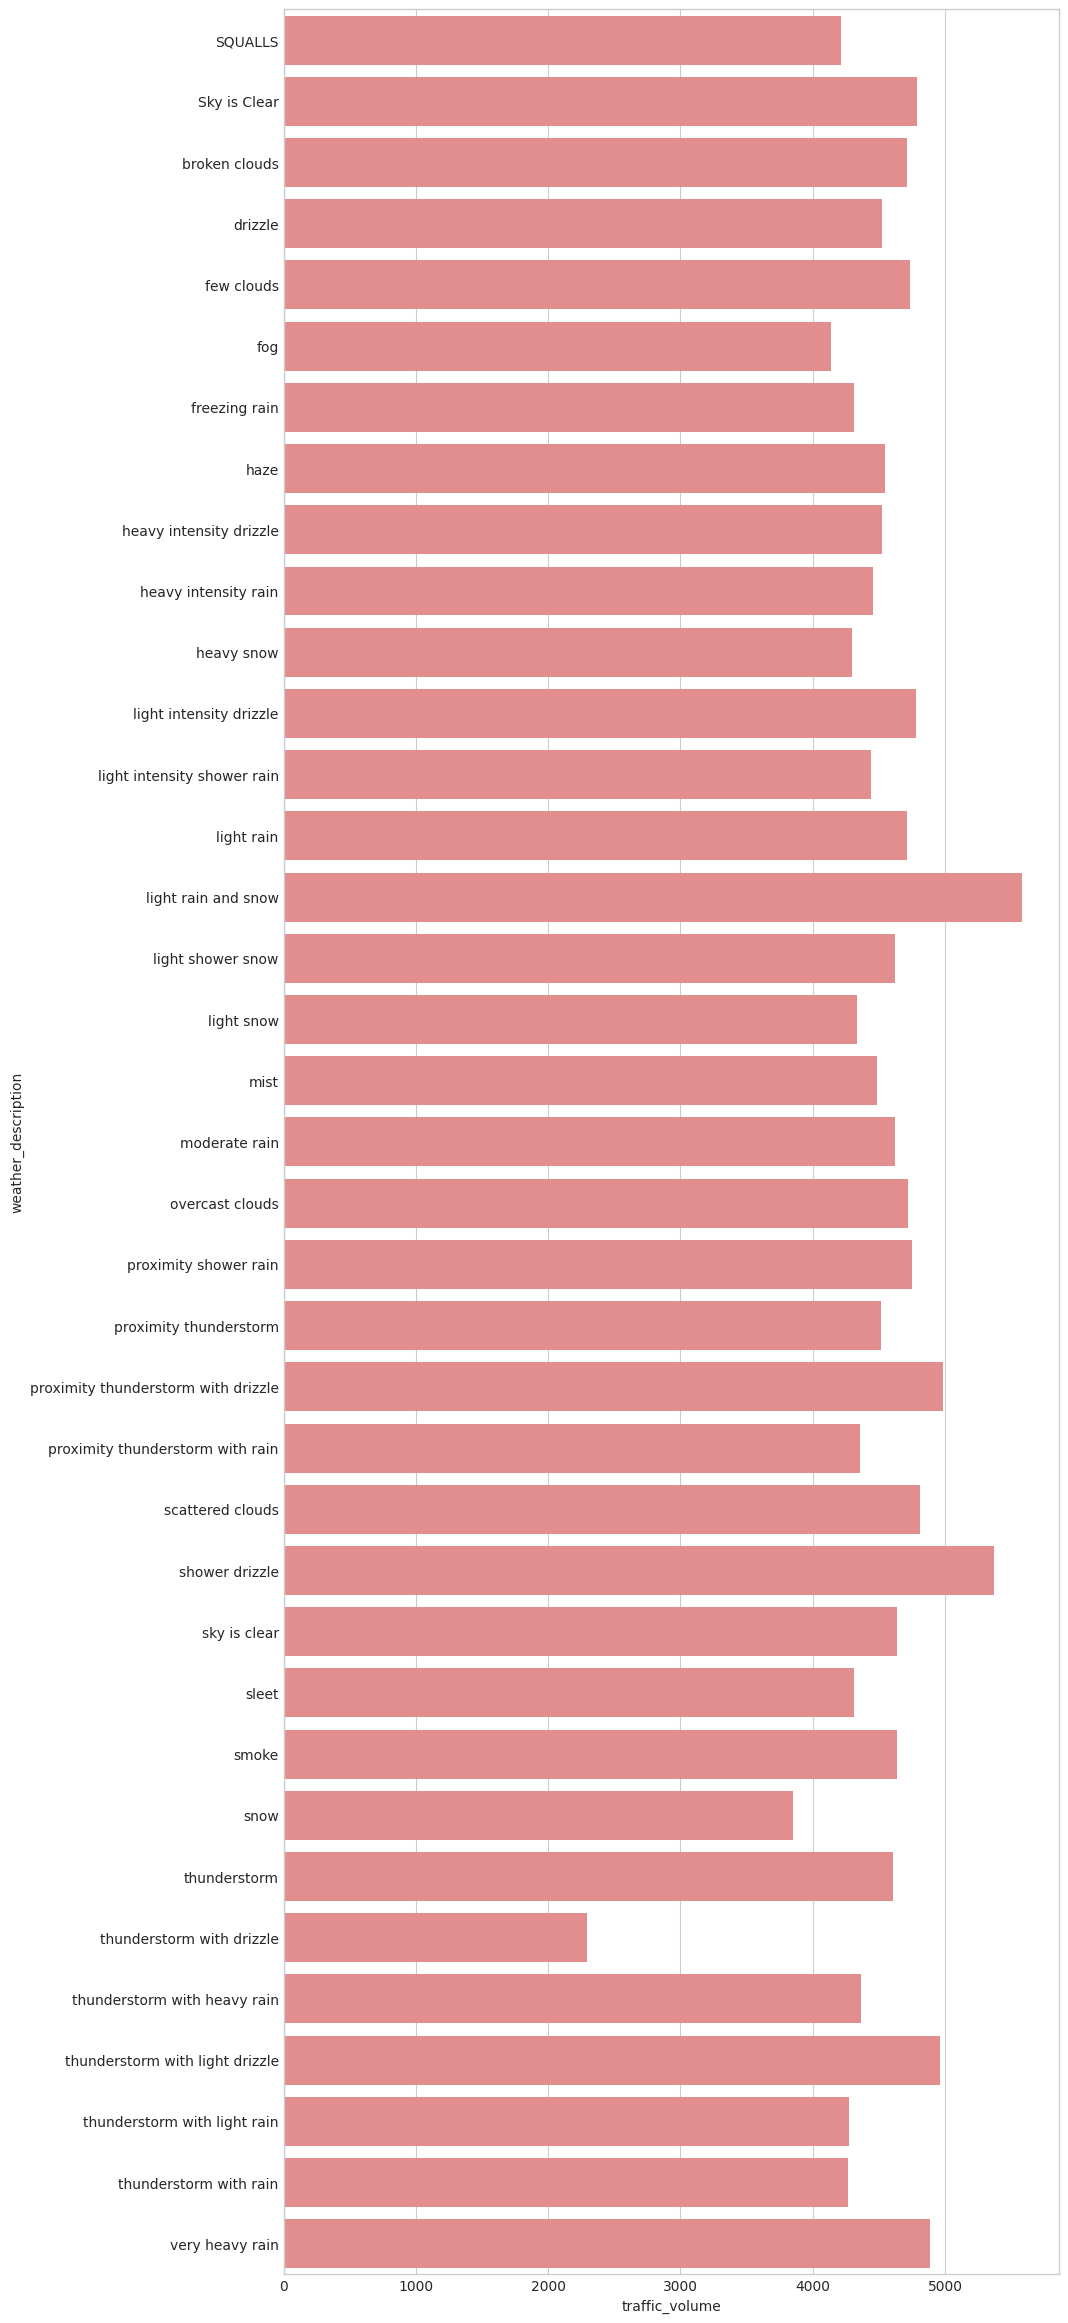 SQUALLS
Sky is Clear
broken clouds
drizzle
few clouds
fog
freezing rain
haze
heavy intensity drizzle
heavy intensity rain
heavy snow
light intensity drizzle
light intensity shower rain
light rain
light rain and snow
light shower snow
light snow
mist
moderate rain
overcast clouds
proximity shower rain
proximity thunderstorm
proximity thunderstorm with drizzle
proximity thunderstorm with rain
scattered clouds
shower drizzle
sky is clear
sleet
smoke
snow
thunderstorm
thunderstorm with drizzle
thunderstorm with heavy rain
thunderstorm with light drizzle
thunderstorm with light rain
thunderstorm with rain
very heavy rain
weather_description
0 1000 2000 3000 4000 5000
traffic_volume